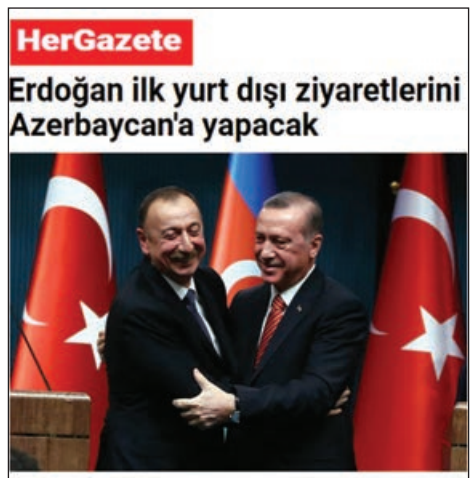 HerGazete
Erdoğan ilk yurt dışı ziyaretlerini
Azerbaycan'a yapacak